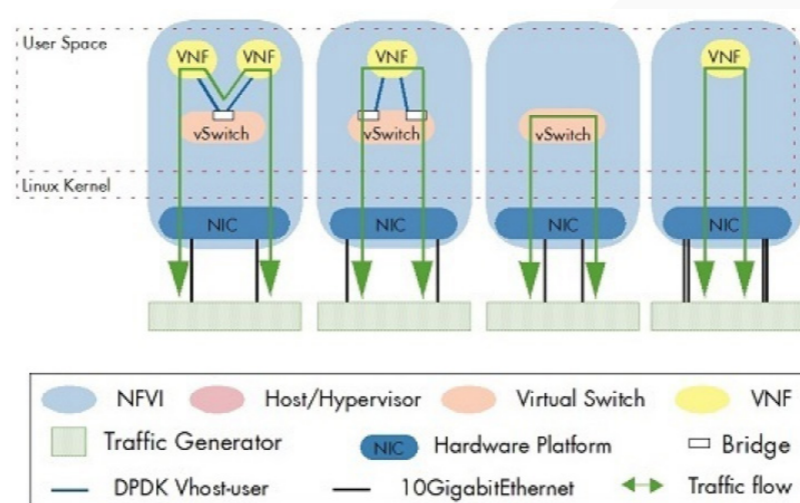 User Space
VNF VNF VNF VNF
vSwitch vSwitch vSwitch
Linux Kernel
NIC NIC NIC NIC
NFVI Host/Hypervisor Virtual Switch VNF
Traffic Generator NIC Hardware Platform Bridge
DPDK Vhost-user 10GigabitEthernet Traffic flow